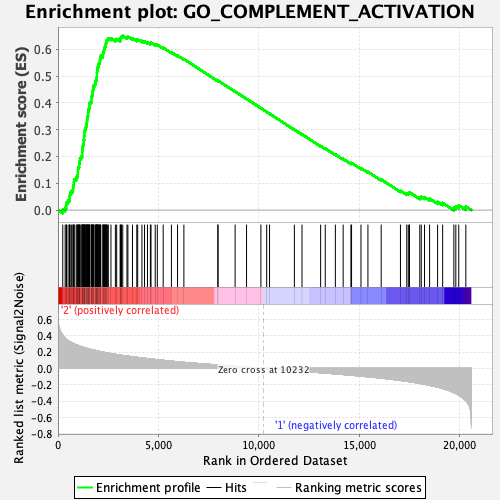 Enrichment plot: GO_COMPLEMENT_ACTIVATION
Enrichment score (ES)
0.6
0.5
0.4
0.3
0.2
0.1
0.0
Ranked list metric (Signal2Noise)
'2' (positively correlated)
0.6
0.4
0.2
0.0
-0.2
-0.4
-0.6
-0.8
Zero cross at 10232
'1' (negatively correlated)
0
5,000
10,000
15,000
20,000
Rank in Ordered Dataset
Enrichment profile
Hits
Ranking metric scores